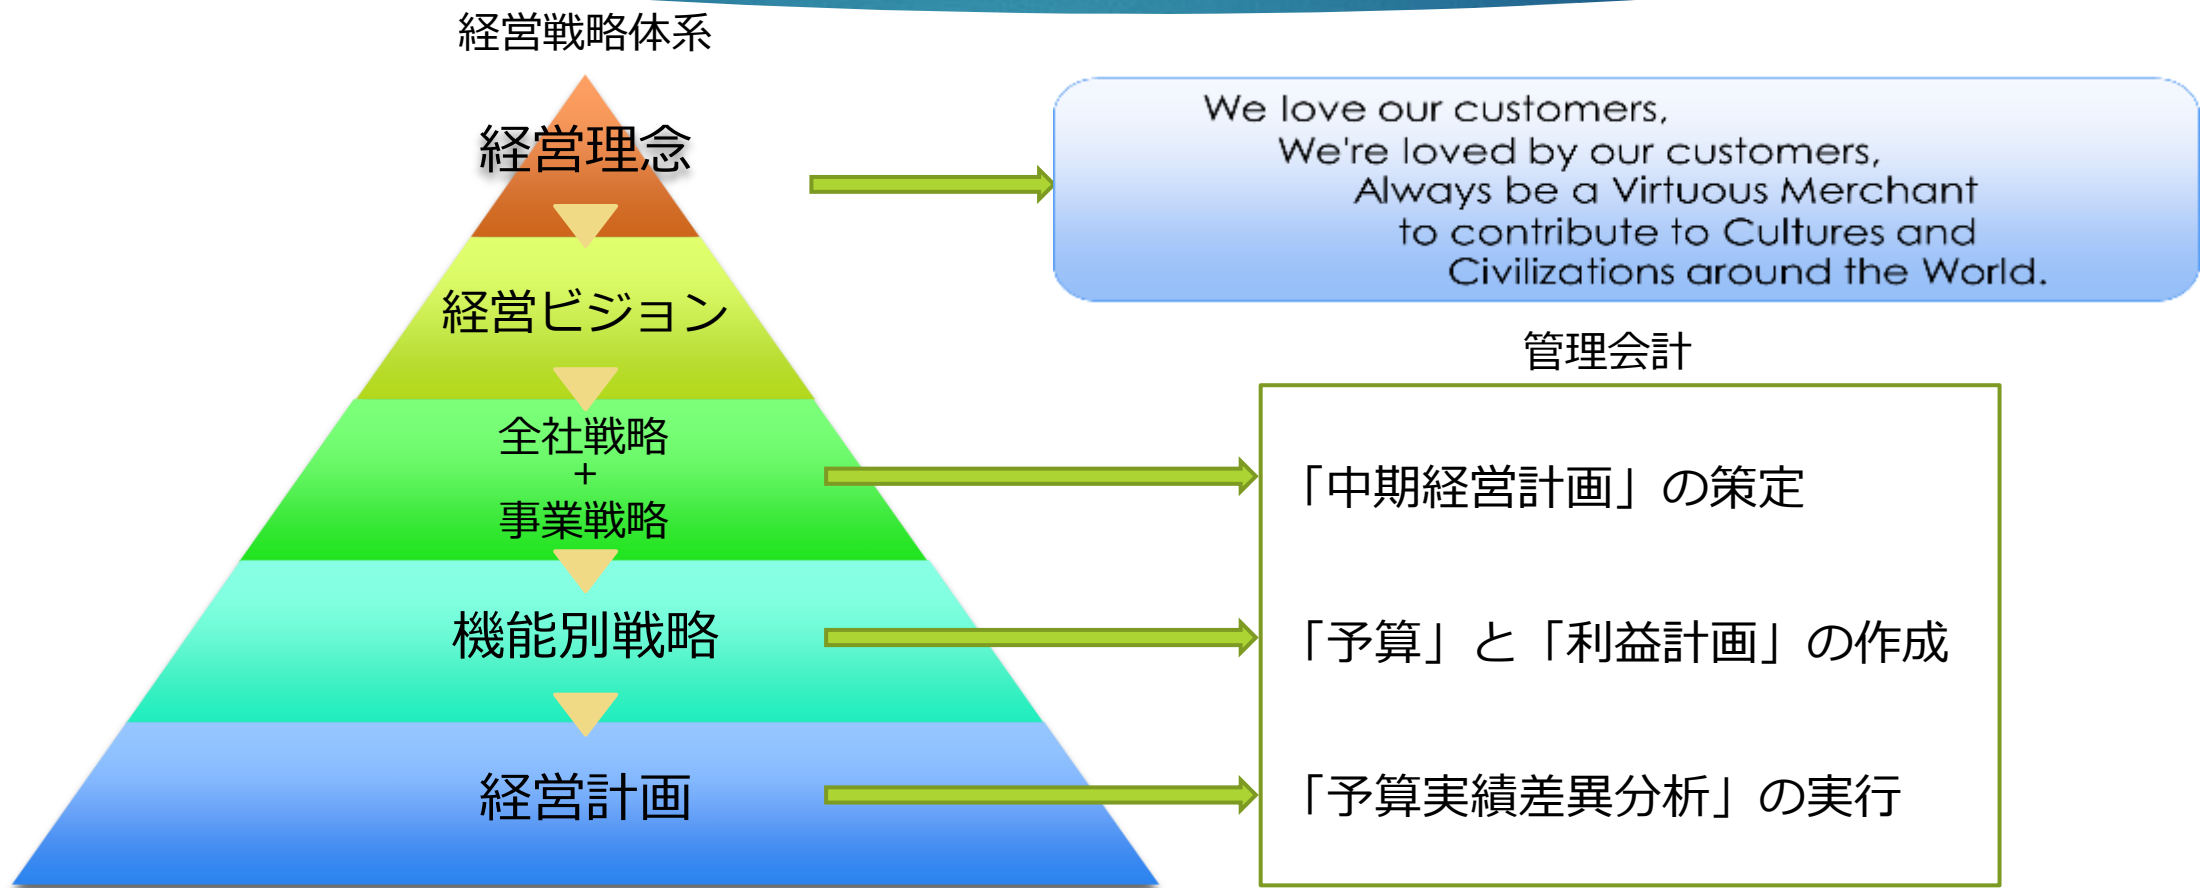 経営戦略体系
経営理念
経営ビジョン
全社戦略
+
事業戦略
機能別戦略
経営計画
We love our customers,
We're loved by our customers,
Always be a Virtuous Merchant
to contribute to Cultures and
Civilizations around the World.
管理会計
「中期経営計画」の策定
「予算」と「利益計画」の作成
「予算実績差異分析」の実行